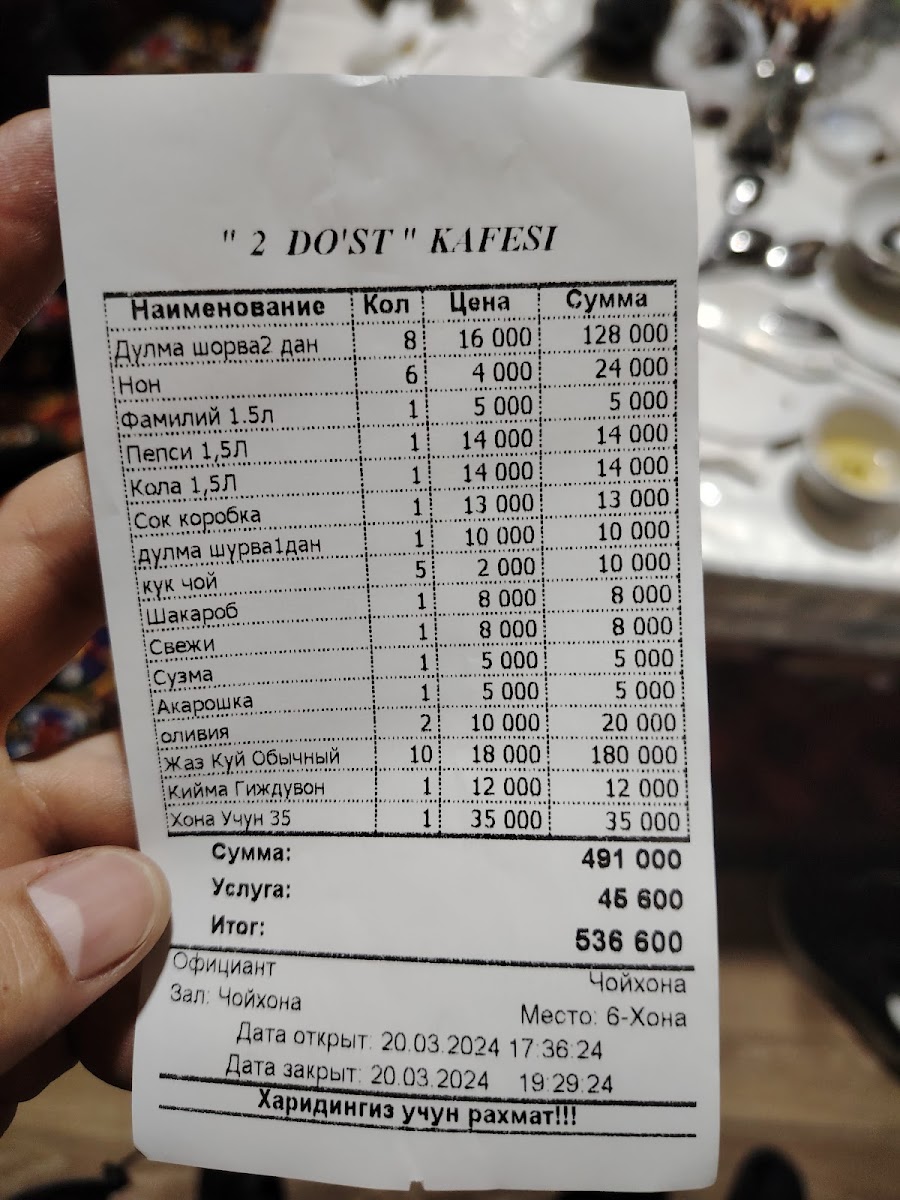 " 2 DO'ST " KAFESI
Наименование Кол Цена Сумма
Дулма шорва2 дан 8 16 000 128 000
Нон 6 4 000 24 000
Фамилий 1.5л 1 5 000 5 000
Пепси 1,5Л 1 14 000 14 000
Кола 1,5Л 1 14 000 14 000
Сок коробка 1 13 000 13 000
дулма шурва1дан 1 10 000 10 000
кук чой 5 2 000 10 000
Шакароб 1 8 000 8 000
Свежи 1 8 000 8 000
Сузма 1 5 000 5 000
Акарошка 1 5 000 5 000
оливия 2 10 000 20 000
Жаз Куй Обычный 10 18 000 180 000
Кийма Гиждувон 1 12 000 12 000
Хона Учун 35 1 35 000 35 000
Сумма: 491 000
Услуга: 45 600
Итог: 536 600
Официант Чойхона
Зал: Чойхона Место: 6-Хона
Дата открыт: 20.03.2024 17:36:24
Дата закрыт: 20.03.2024 19:29:24
Харидингиз учун рахмат!!!